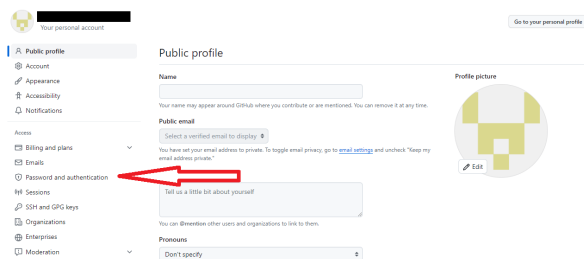 Your personal account
Go to your personal profile
Public profile
Account
Appearance
Accessibility
Notifications
Access
Billing and plans
Emails
Password and authentication
Sessions
SSH and GPG keys
Organizations
Enterprises
Moderation
Public profile
Name
Your name may appear around GitHub where you contribute or are mentioned. You can remove it at any time.
Public email
Select a verified email to display
You have set your email address to private. To toggle email privacy, go to email settings and uncheck "Keep my
email address private."
Tell us a little bit about yourself
You can @mention other users and organizations to link to them.
Pronouns
Don't specify
Profile picture
Edit